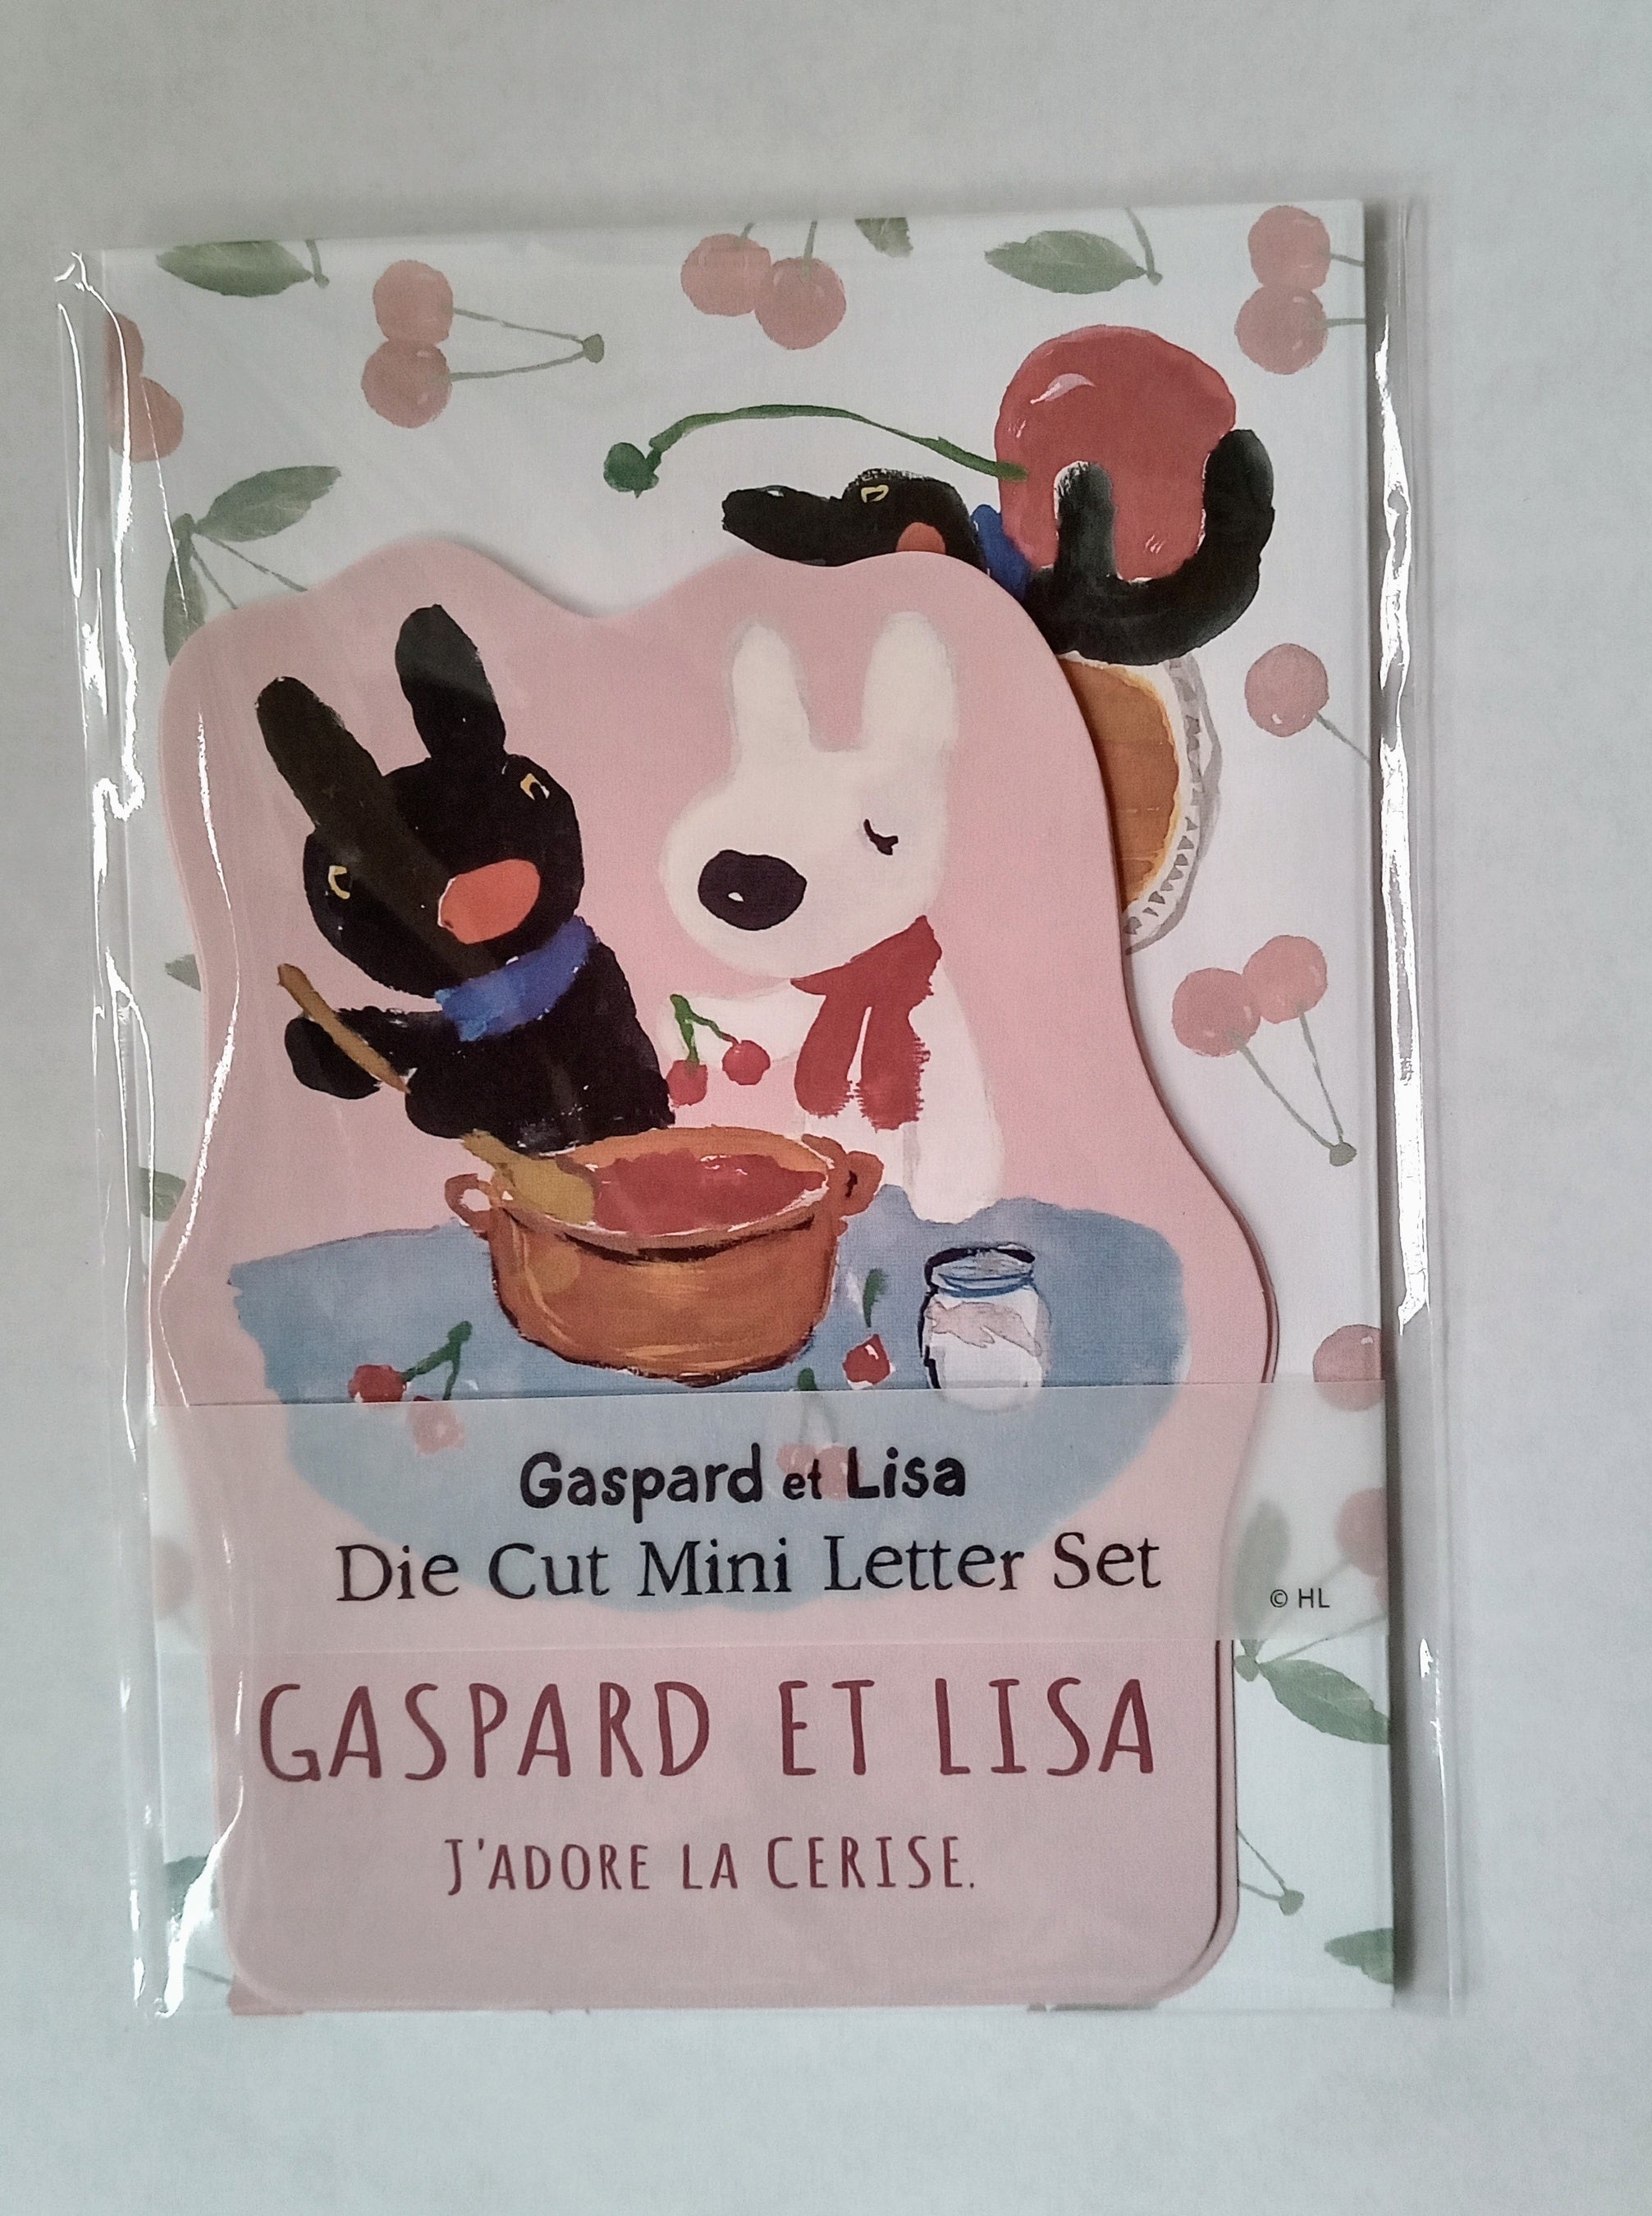 Gaspard et Lisa
Die Cut Mini Letter Set
© HL
GASPARD ET LISA
J'ADORE LA CERISE.